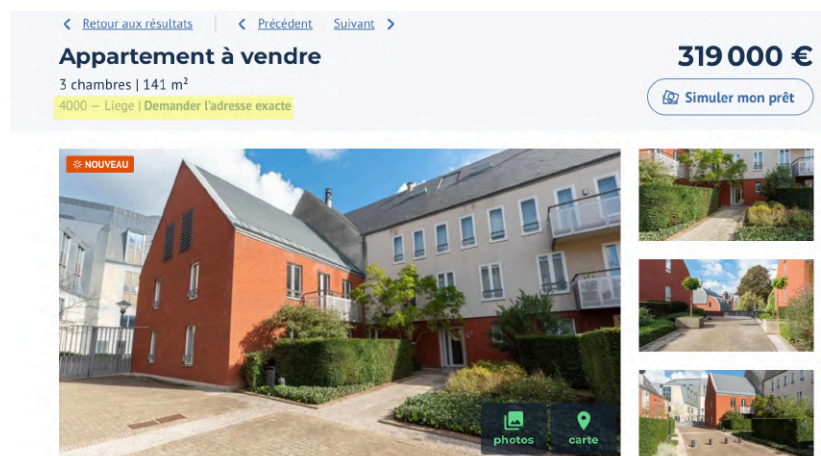 Retour aux résultats | Précédent Suivant
Appartement à vendre
319 000 €
3 chambres | 141 m²
4000 — Liege | Demander l'adresse exacte
Simuler mon prêt
NOUVEAU
photos
carte